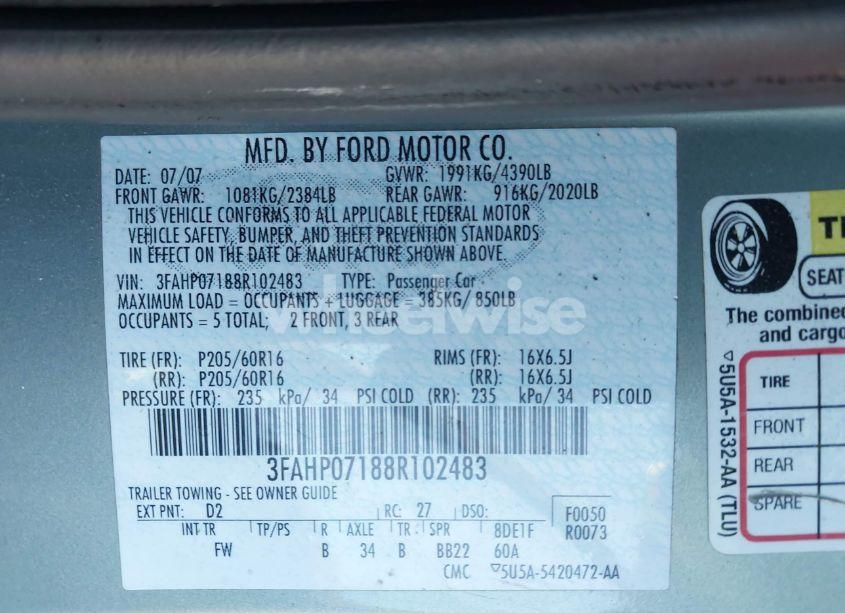 MFD. BY FORD MOTOR CO.
DATE: 07/07 GVWR: 1991KG/4390LB
FRONT GAWR: 1081KG/2384LB REAR GAWR: 916KG/2020LB
THIS VEHICLE CONFORMS TO ALL APPLICABLE FEDERAL MOTOR
VEHICLE SAFETY, BUMPER, AND THEFT PREVENTION STANDARDS
IN EFFECT ON THE DATE OF MANUFACTURE SHOWN ABOVE.
VIN: 3FAHP07188R102483 TYPE: Passenger Car
MAXIMUM LOAD = OCCUPANTS + LUGGAGE = 385KG/ 850LB
OCCUPANTS = 5 TOTAL; 2 FRONT, 3 REAR
wheelwise
TIRE (FR): P205/60R16 RIMS (FR): 16X6.5J
(RR): P205/60R16 (RR): 16X6.5J
PRESSURE (FR): 235 kPa/ 34 PSI COLD (RR): 235 kPa/ 34 PSI COLD
3FAHP07188R102483
TRAILER TOWING - SEE OWNER GUIDE
EXT PNT: D2 RC: 27 DSO: F0050
INT TR TP/PS R AXLE TR SPR 8DE1F R0073
FW B 34 B BB22 60A
CMC ▽5U5A-5420472-AA
SEAT
The combined
and cargo
TIRE
FRONT
REAR
SPARE
▽5U5A-1532-AA (TLU)